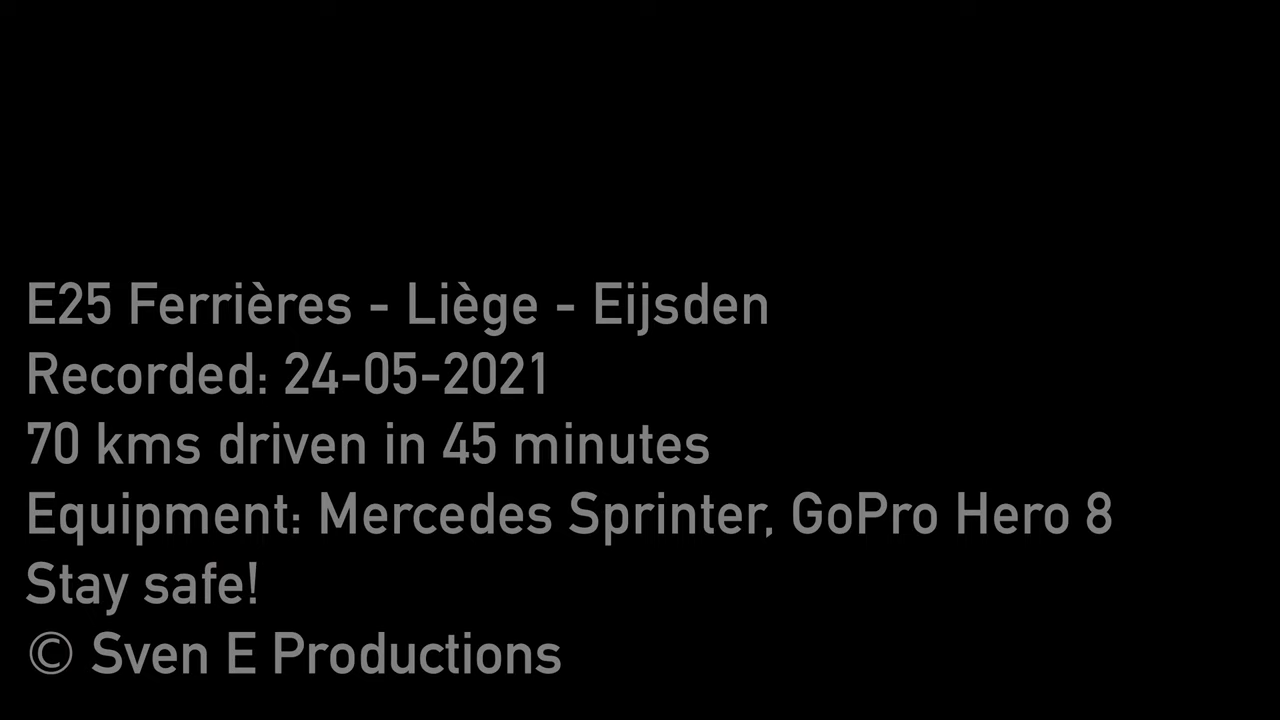 E25 Ferrières - Liège - Eijsden
Recorded: 24-05-2021
70 kms driven in 45 minutes
Equipment: Mercedes Sprinter, GoPro Hero 8
Stay safe!
© Sven E Productions